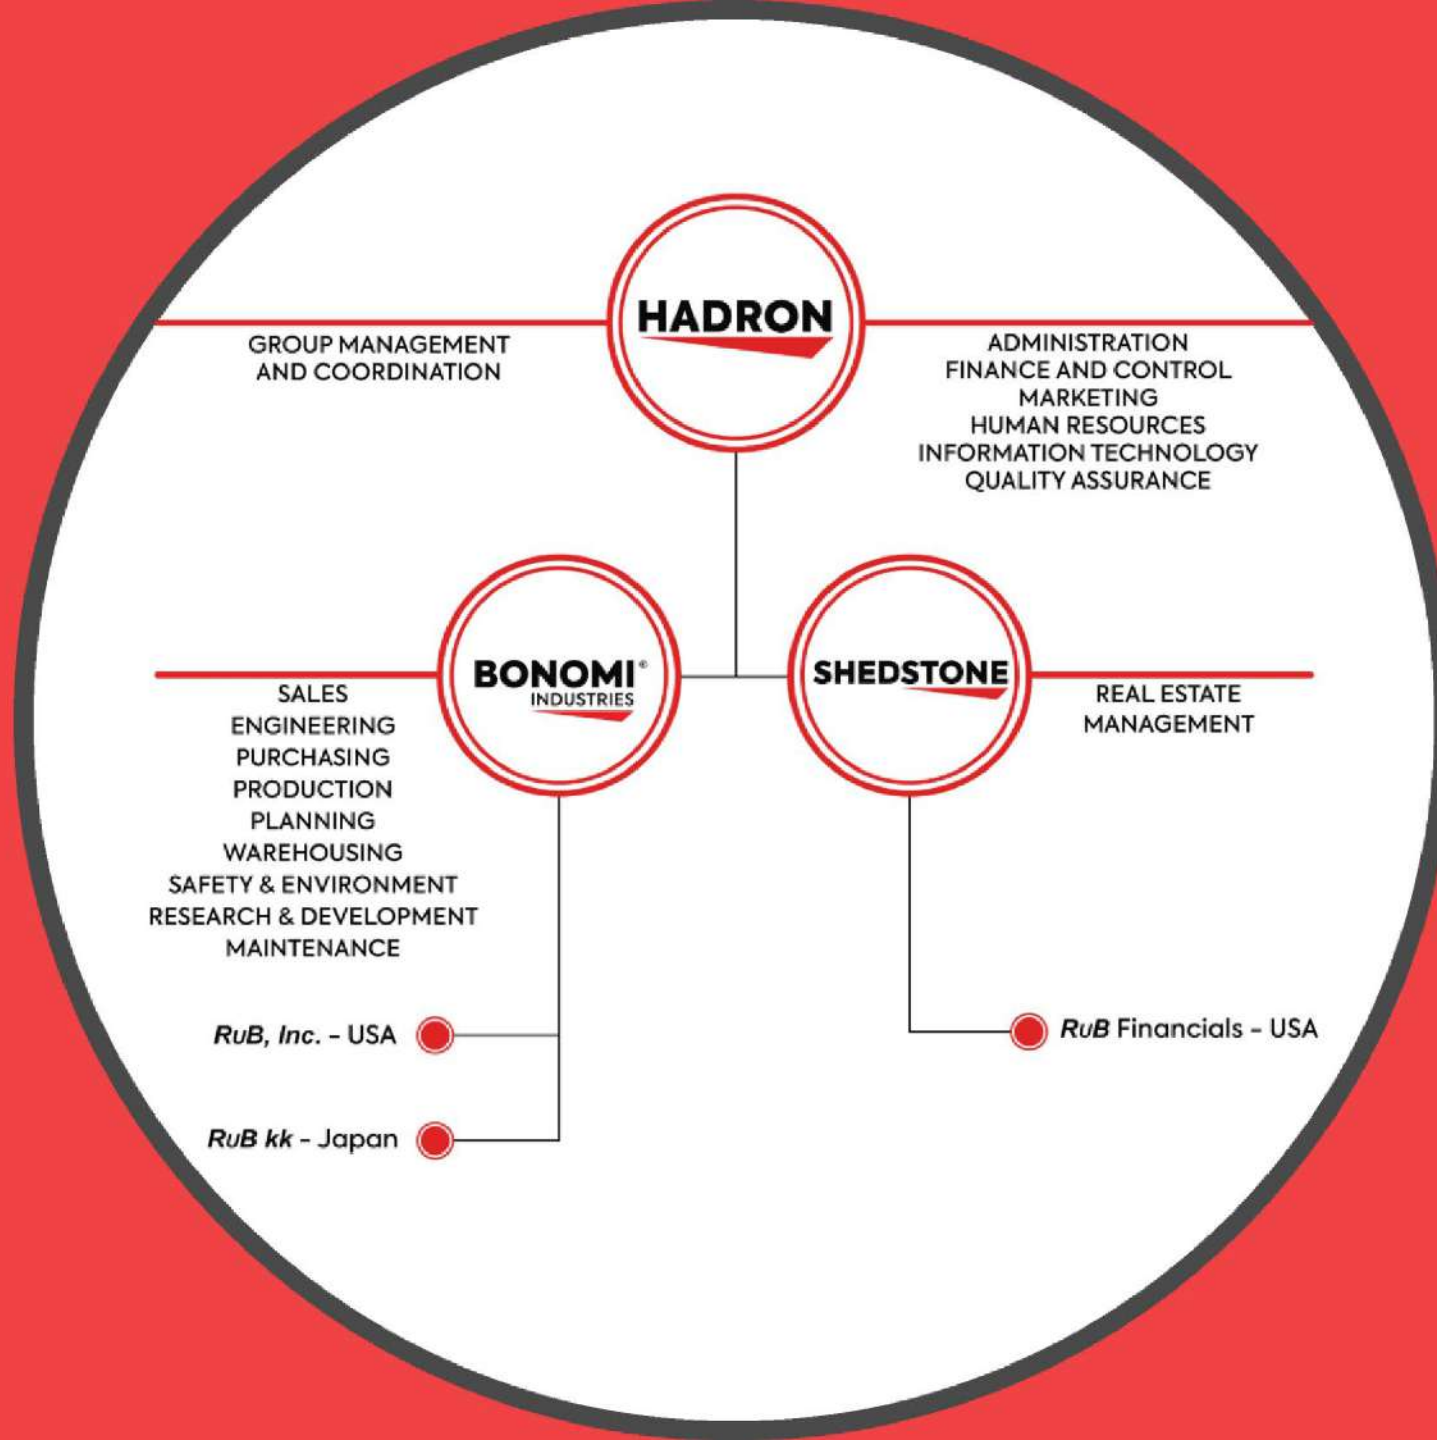 HADRON
GROUP MANAGEMENT
AND COORDINATION
ADMINISTRATION
FINANCE AND CONTROL
MARKETING
HUMAN RESOURCES
INFORMATION TECHNOLOGY
QUALITY ASSURANCE
BONOMI®
INDUSTRIES
SHEDSTONE
SALES
ENGINEERING
PURCHASING
PRODUCTION
PLANNING
WAREHOUSING
SAFETY & ENVIRONMENT
RESEARCH & DEVELOPMENT
MAINTENANCE
REAL ESTATE
MANAGEMENT
RuB, Inc. - USA
RuB kk - Japan
RuB Financials - USA